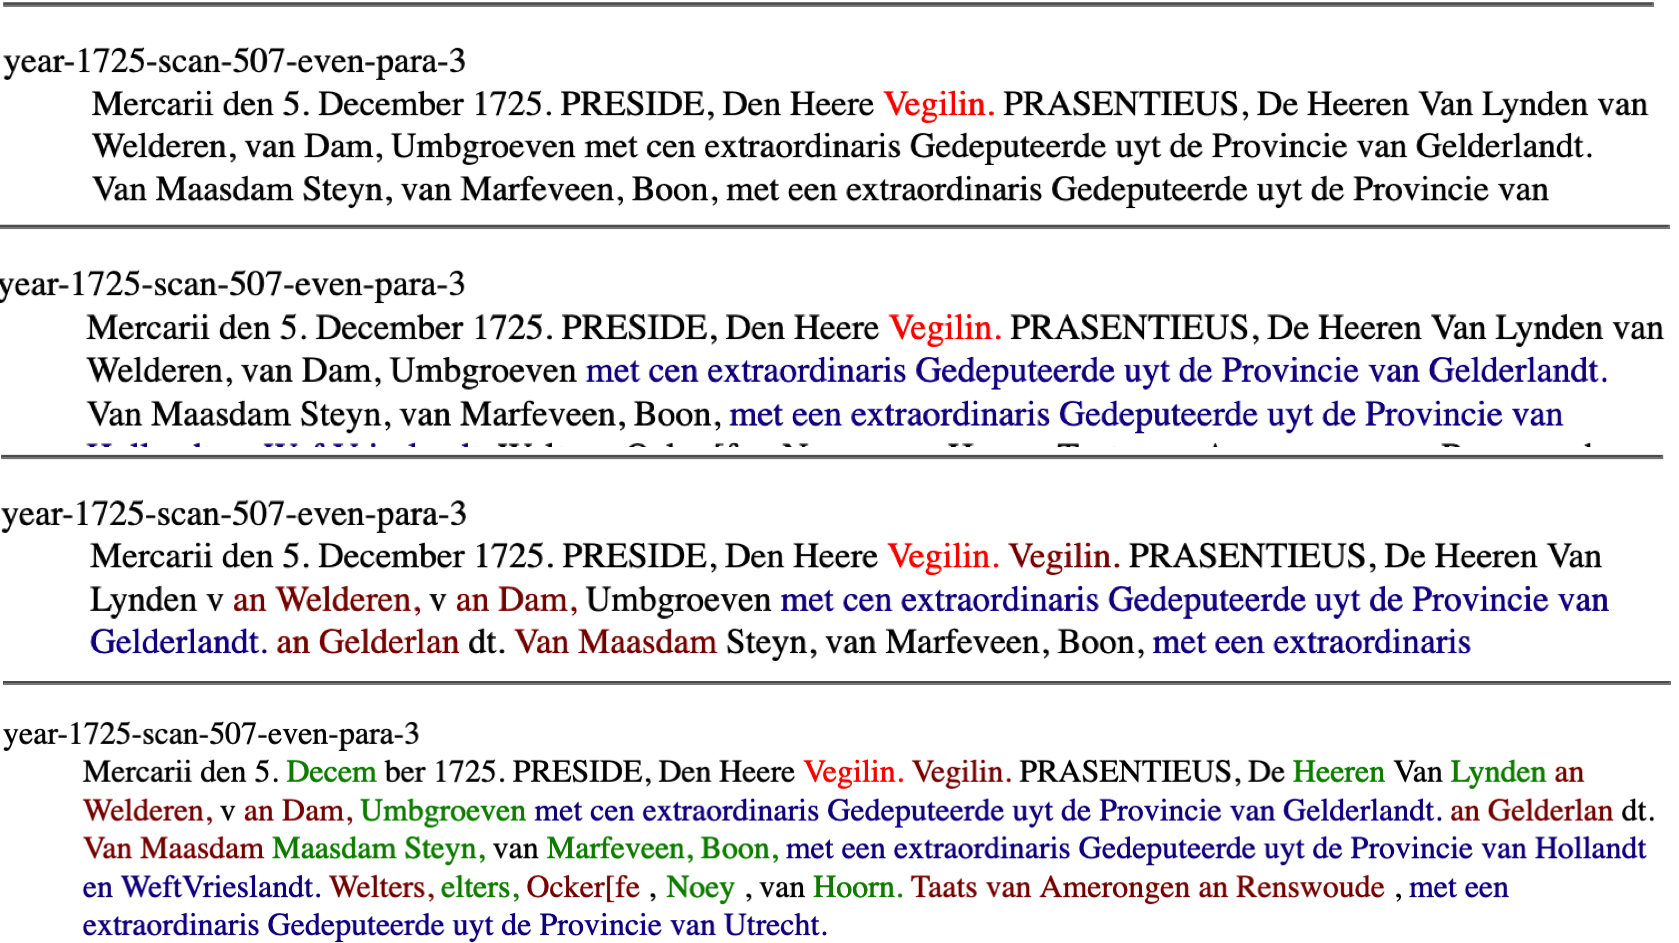 year-1725-scan-507-even-para-3
Mercarii den 5. December 1725. PRESIDE, Den Heere Vegilin. PRASENTIEUS, De Heeren Van Lynden van
Welderen, van Dam, Umbgroeven met cen extraordinaris Gedeputeerde uyt de Provincie van Gelderlandt.
Van Maasdam Steyn, van Marfeveen, Boon, met een extraordinaris Gedeputeerde uyt de Provincie van
year-1725-scan-507-even-para-3
Mercarii den 5. December 1725. PRESIDE, Den Heere Vegilin. PRASENTIEUS, De Heeren Van Lynden van
Welderen, van Dam, Umbgroeven met cen extraordinaris Gedeputeerde uyt de Provincie van Gelderlandt.
Van Maasdam Steyn, van Marfeveen, Boon, met een extraordinaris Gedeputeerde uyt de Provincie van
year-1725-scan-507-even-para-3
Mercarii den 5. December 1725. PRESIDE, Den Heere Vegilin. Vegilin. PRASENTIEUS, De Heeren Van
Lynden v an Welderen, v an Dam, Umbgroeven met cen extraordinaris Gedeputeerde uyt de Provincie van
Gelderlandt. an Gelderlan dt. Van Maasdam Steyn, van Marfeveen, Boon, met een extraordinaris
year-1725-scan-507-even-para-3
Mercarii den 5. Decem ber 1725. PRESIDE, Den Heere Vegilin. Vegilin. PRASENTIEUS, De Heeren Van Lynden an
Welderen, v an Dam, Umbgroeven met cen extraordinaris Gedeputeerde uyt de Provincie van Gelderlandt. an Gelderlan dt.
Van Maasdam Maasdam Steyn, van Marfeveen, Boon, met een extraordinaris Gedeputeerde uyt de Provincie van Hollandt
en WeftVrieslandt. Welters, elters, Ocker[fe , Noey , van Hoorn. Taats van Amerongen an Renswoude , met een
extraordinaris Gedeputeerde uyt de Provincie van Utrecht.